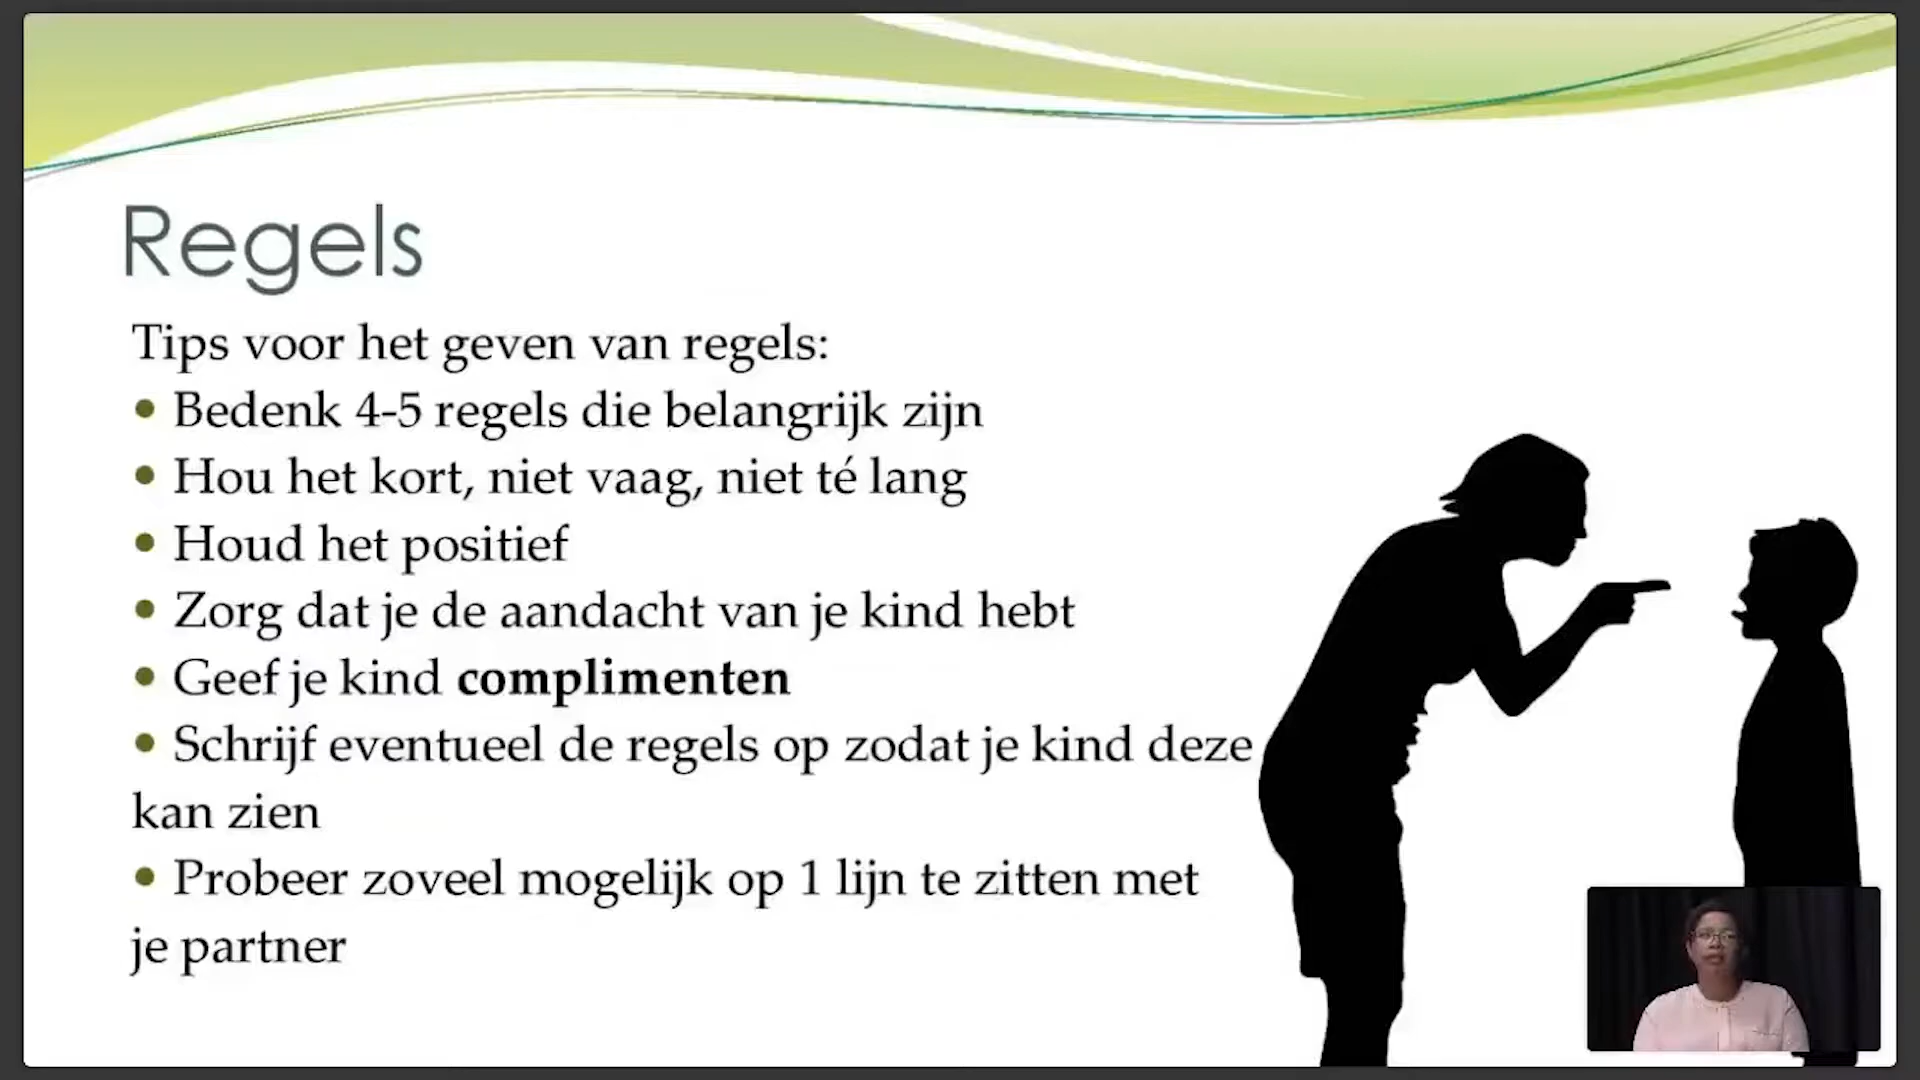 Regels
Tips voor het geven van regels:
• Bedenk 4-5 regels die belangrijk zijn
• Hou het kort, niet vaag, niet té lang
• Houd het positief
• Zorg dat je de aandacht van je kind hebt
• Geef je kind complimenten
• Schrijf eventueel de regels op zodat je kind deze
kan zien
• Probeer zoveel mogelijk op 1 lijn te zitten met
je partner